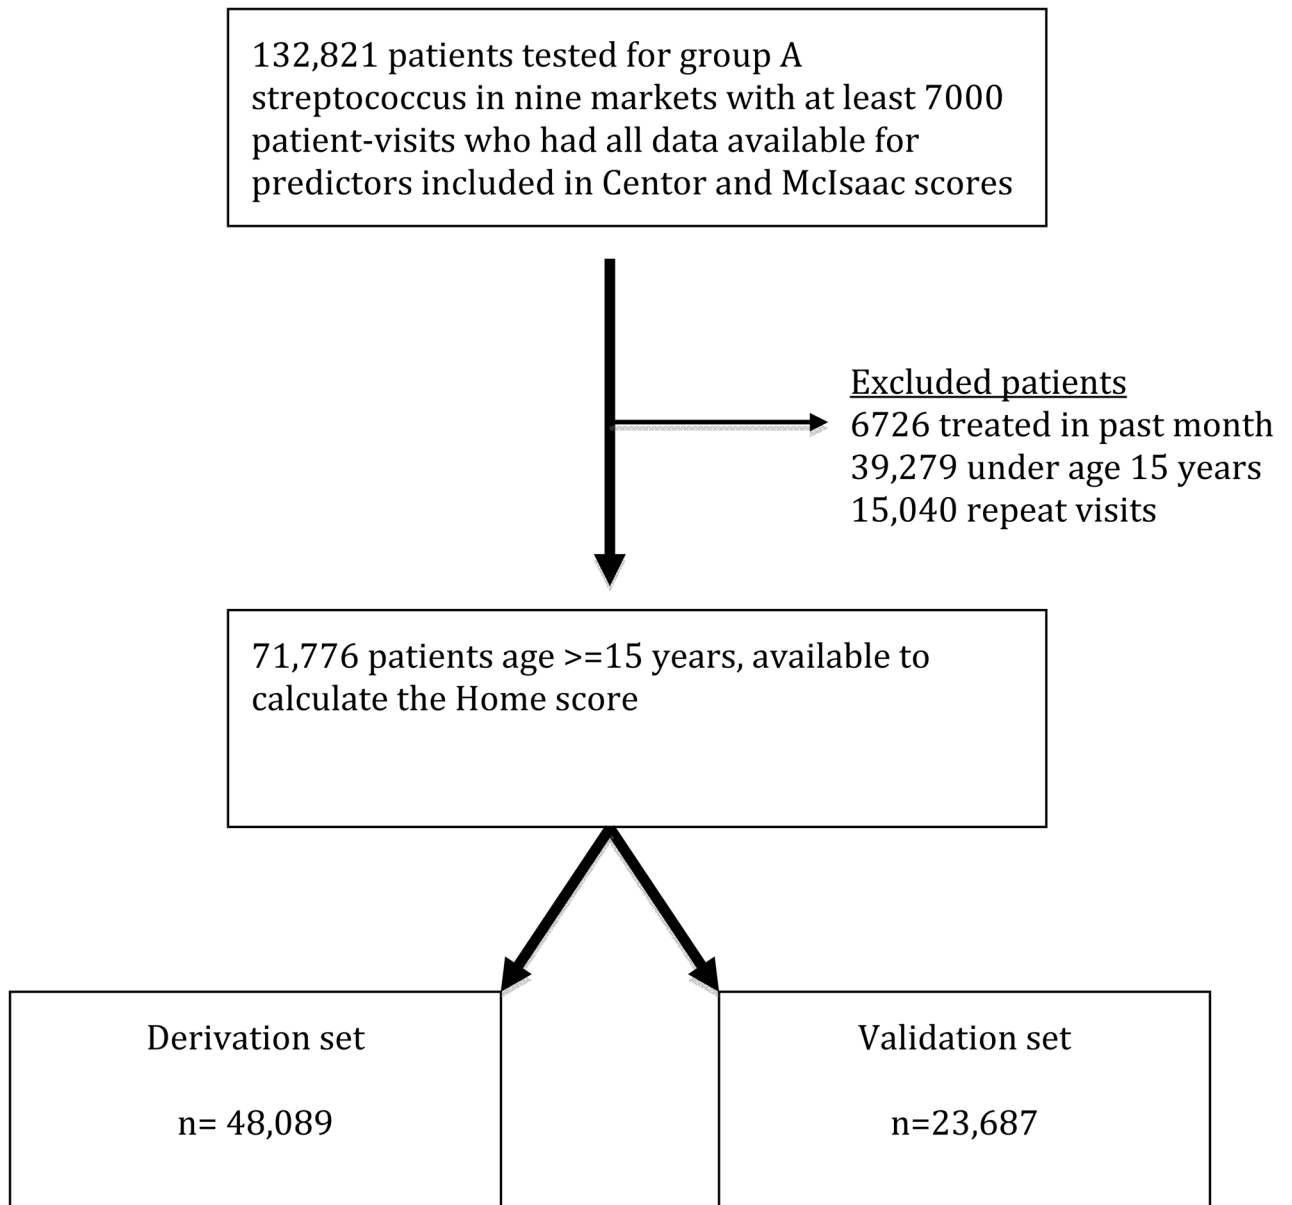 132,821 patients tested for group A
streptococcus in nine markets with at least 7000
patient-visits who had all data available for
predictors included in Centor and McIsaac scores
Excluded patients
6726 treated in past month
39,279 under age 15 years
15,040 repeat visits
71,776 patients age >=15 years, available to
calculate the Home score
Derivation set
n= 48,089
Validation set
n=23,687